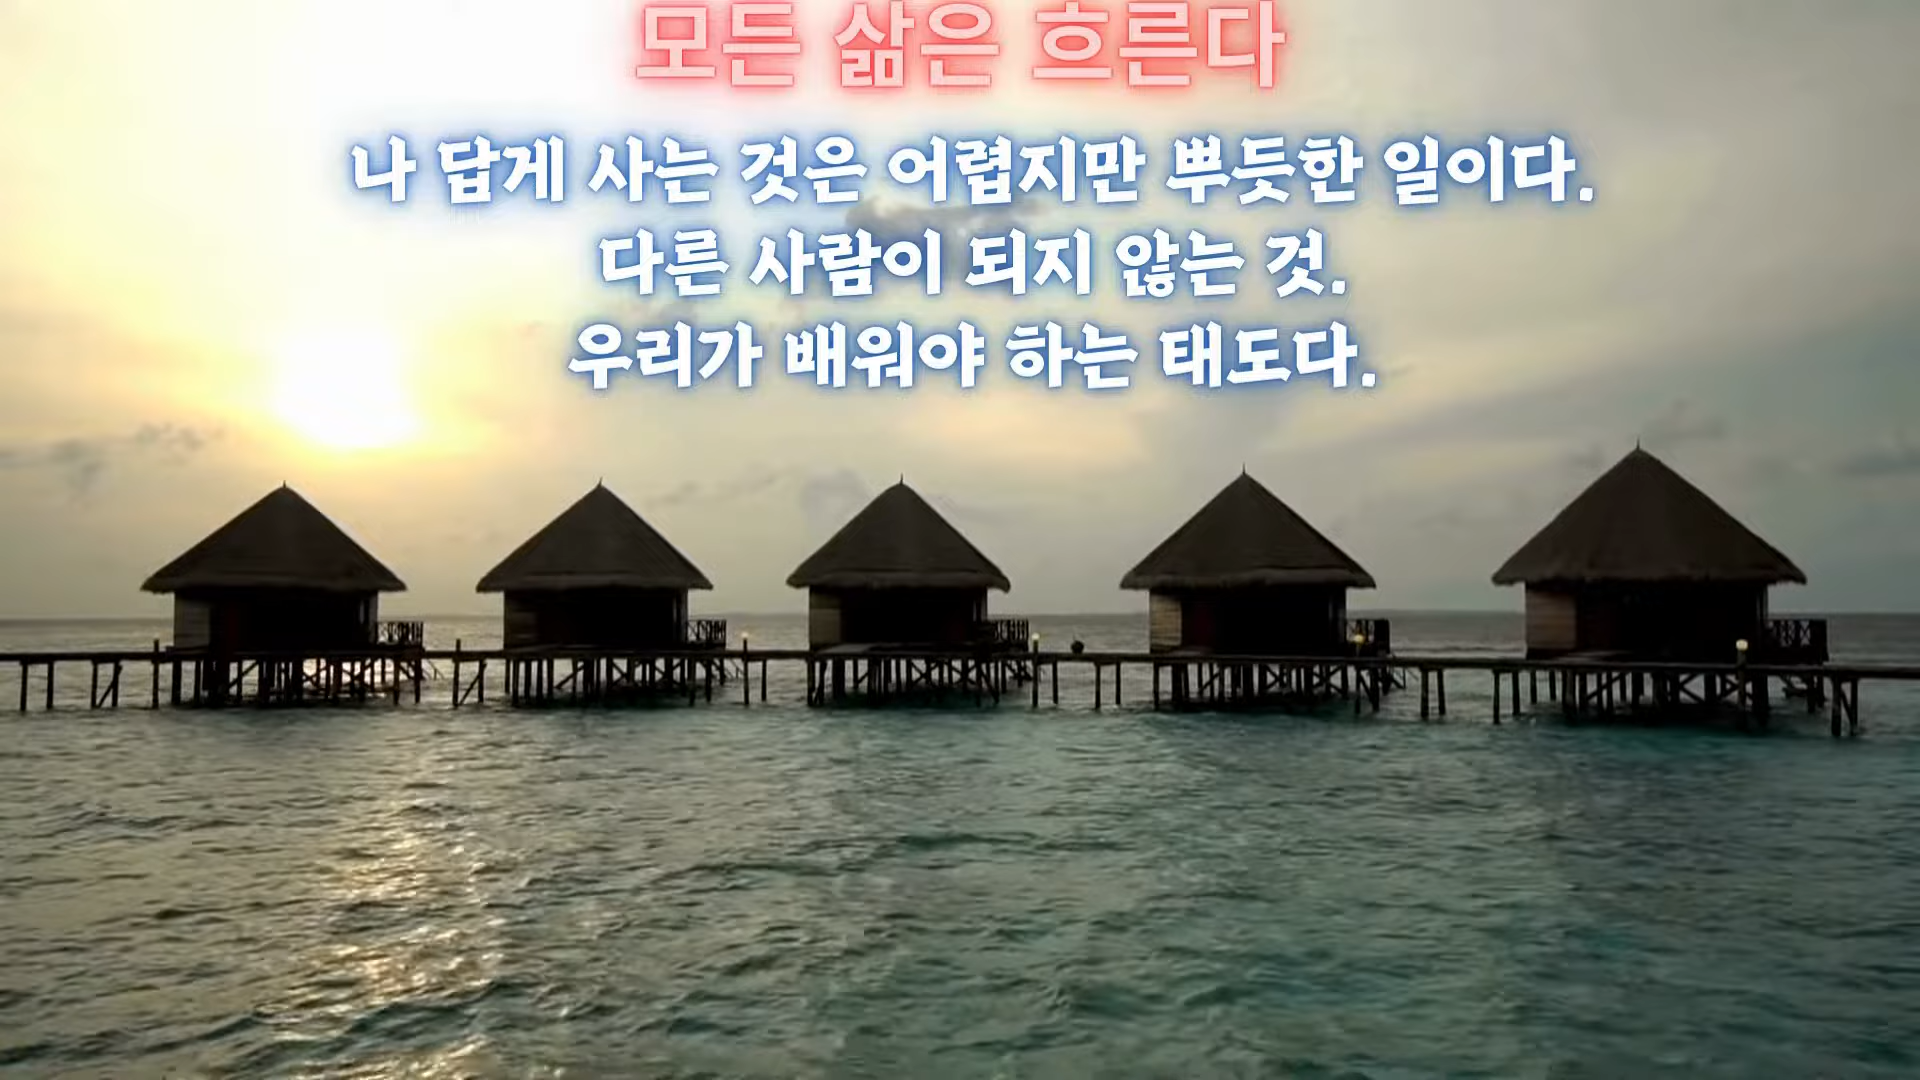 모든 삶은 흐른다
나 답게 사는 것은 어렵지만 뿌듯한 일이다.
다른 사람이 되지 않는 것.
우리가 배워야 하는 태도다.